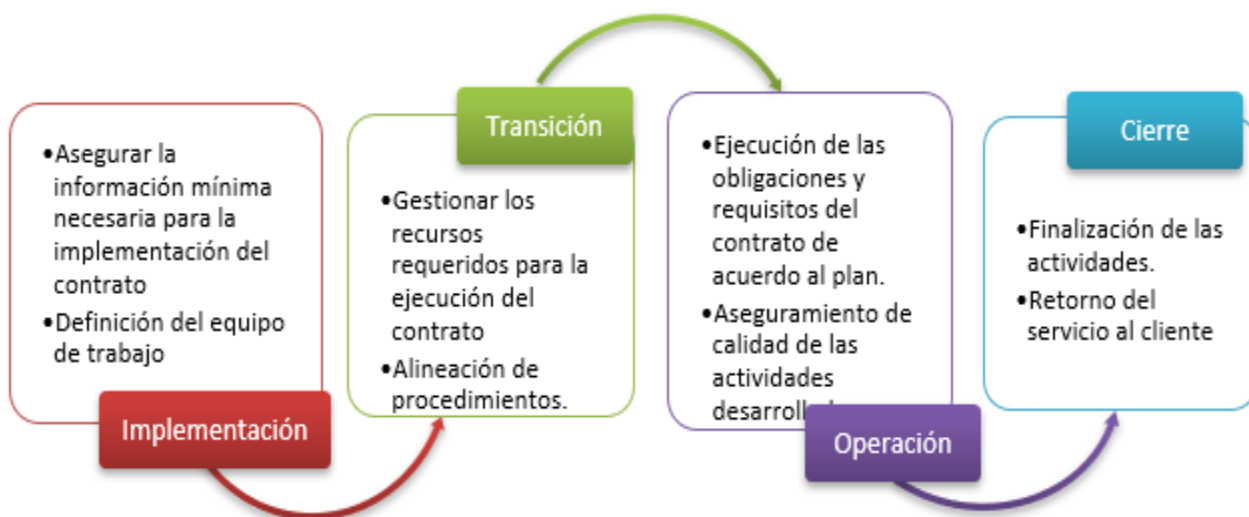 •Asegurar la
información mínima
necesaria para la
implementación del
contrato
•Definición del equipo
de trabajo
Implementación
Transición
•Gestionar los
recursos
requeridos para la
ejecución del
contrato
•Alineación de
procedimientos.
•Ejecución de las
obligaciones y
requisitos del
contrato de
acuerdo al plan.
•Aseguramiento de
calidad de las
actividades
Operación
Cierre
•Finalización de las
actividades.
•Retorno del
servicio al cliente